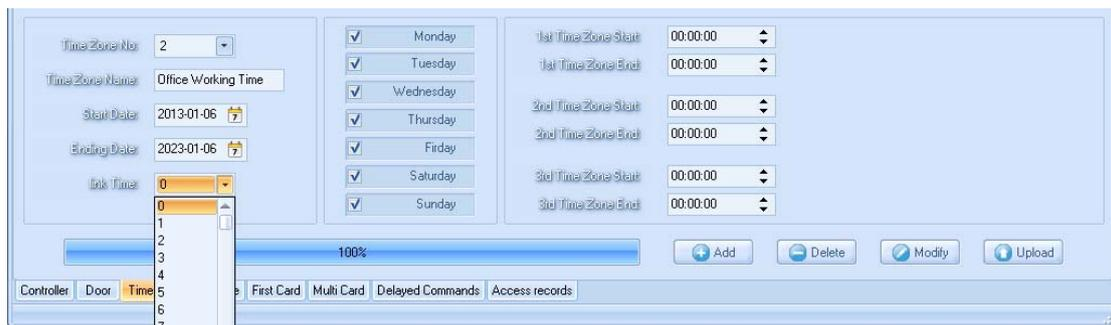 Time Zone No:
2
Time Zone Name:
Office Working Time
Start Date:
2013-01-06
Ending Date:
2023-01-06
Link Time:
0
0
1
2
3
4
5
6
7
Monday
Tuesday
Wednesday
Thursday
Firday
Saturday
Sunday
1st Time Zone Start:
00:00:00
1st Time Zone End:
00:00:00
2nd Time Zone Start:
00:00:00
2nd Time Zone End:
00:00:00
3rd Time Zone Start:
00:00:00
3rd Time Zone End:
00:00:00
100%
Add Delete Modify Upload
Controller Door Time First Card Multi Card Delayed Commands Access records